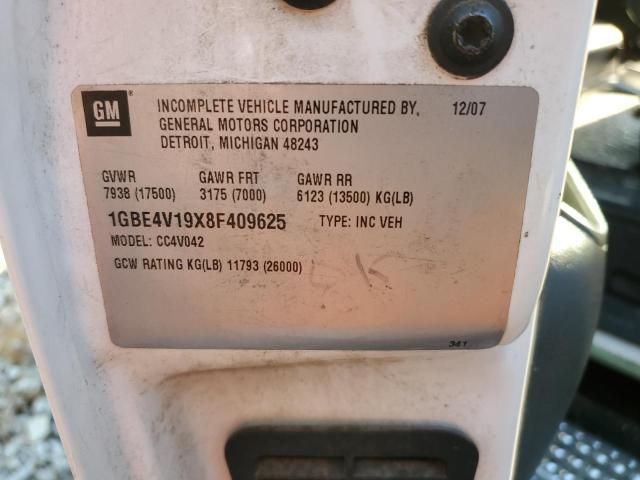 GM
INCOMPLETE VEHICLE MANUFACTURED BY, 12/07
GENERAL MOTORS CORPORATION
DETROIT, MICHIGAN 48243
GVWR GAWR FRT GAWR RR
7938 (17500) 3175 (7000) 6123 (13500) KG(LB)
1GBE4V19X8F409625 TYPE: INC VEH
MODEL: CC4V042
GCW RATING KG(LB) 11793 (26000)
341